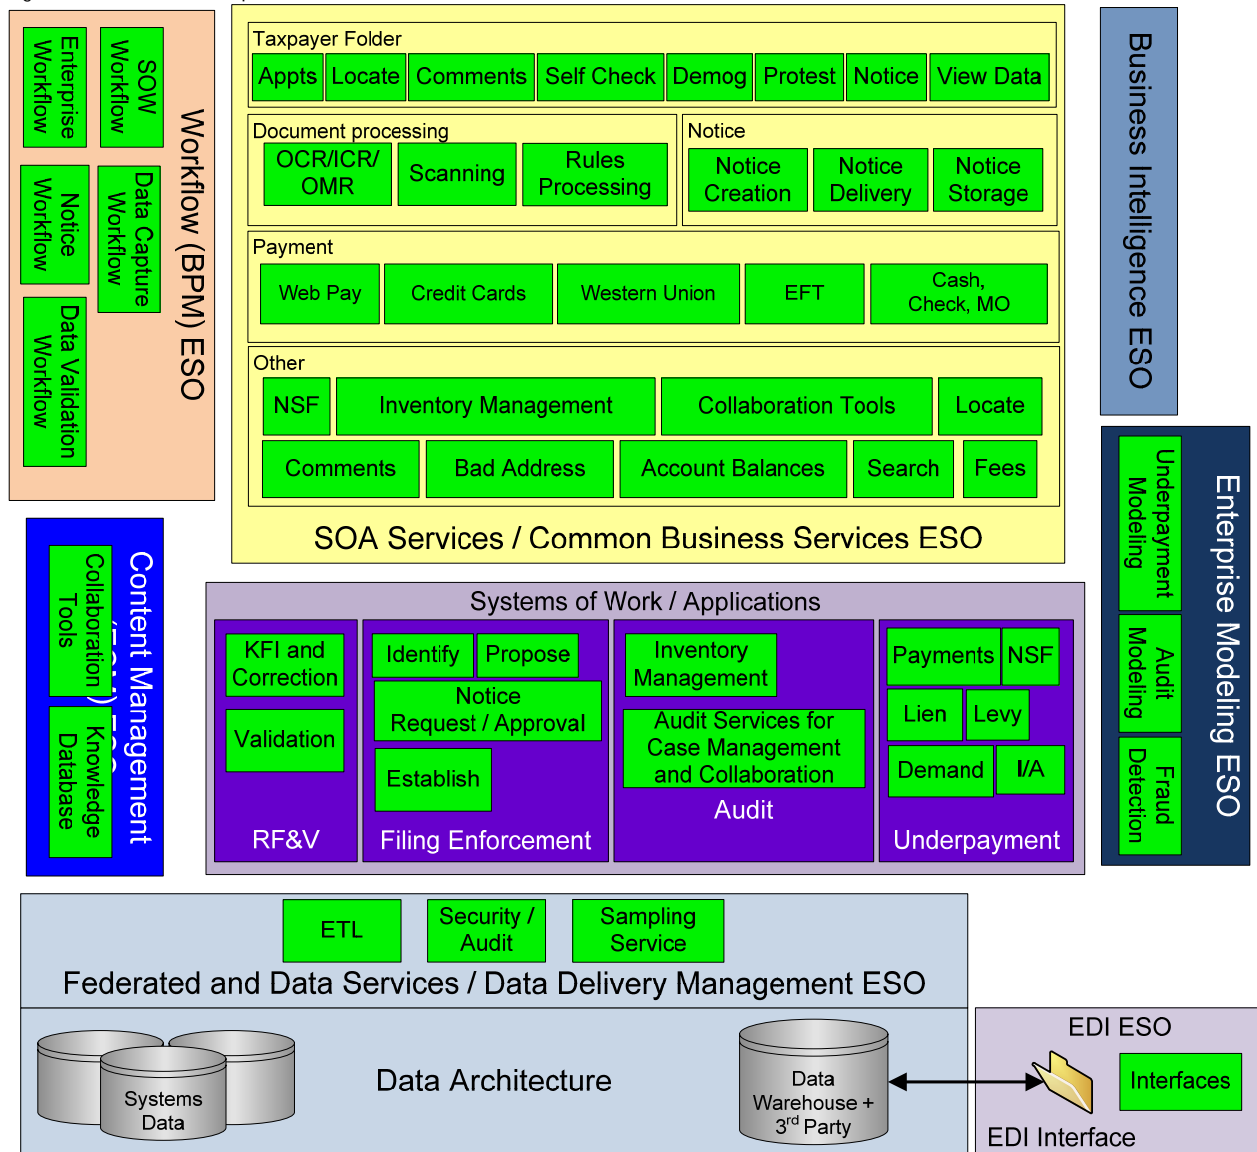 Taxpayer Folder
Appts
Locate
Comments
Self Check
Demog
Protest
Notice
View Data
Document processing
OCR/ICR/
OMR
Scanning
Rules
Processing
Notice
Notice
Creation
Notice
Delivery
Notice
Storage
Payment
Web Pay
Credit Cards
Western Union
EFT
Cash,
Check, MO
Other
NSF
Inventory Management
Collaboration Tools
Locate
Comments
Bad Address
Account Balances
Search
Fees
SOA Services / Common Business Services ESO
Enterprise
Workflow
SOW
Workflow
Notice
Workflow
Data Capture
Workflow
Data Validation
Workflow
Workflow (BPM) ESO
Business Intelligence ESO
Content Management
Collaboration
Tools
Knowledge
Database
Underpayment
Modeling
Audit
Modeling
Fraud
Detection
Enterprise Modeling ESO
Systems of Work / Applications
KFI and
Correction
Validation
RF&V
Identify
Propose
Notice
Request / Approval
Establish
Filing Enforcement
Inventory
Management
Audit Services for
Case Management
and Collaboration
Audit
Payments
NSF
Lien
Levy
Demand
I/A
Underpayment
ETL
Security /
Audit
Sampling
Service
Federated and Data Services / Data Delivery Management ESO
Systems
Data
Data Architecture
Data
Warehouse +
3rd Party
EDI ESO
Interfaces
EDI Interface